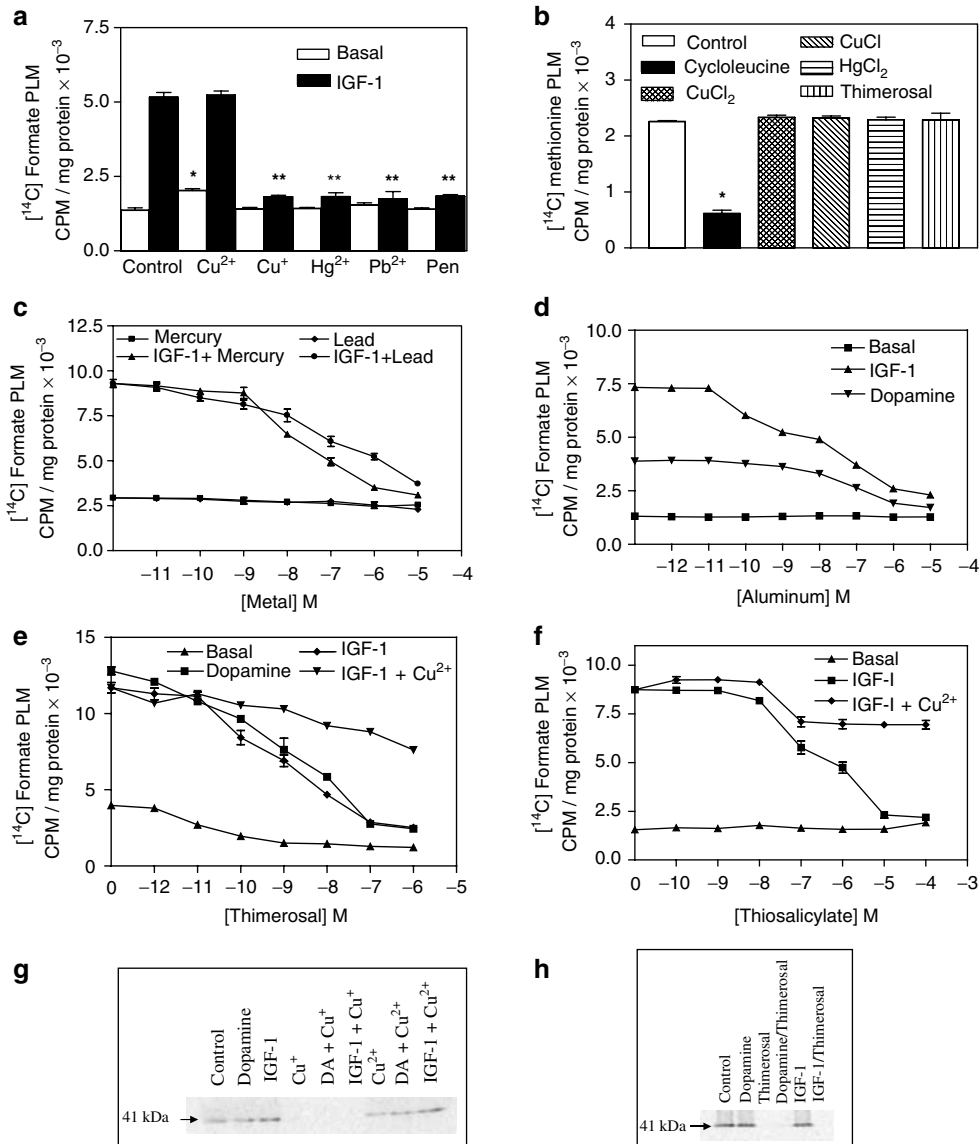 a
[14C] Formate PLM
CPM / mg protein × 10−3
7.5
5.0
2.5
0.0
Basal
IGF-1
*
**
**
**
**
Control Cu2+ Cu+ Hg2+ Pb2+ Pen
b
[14C] methionine PLM
CPM / mg protein × 10−3
4
3
2
1
0
Control
Cycloleucine
CuCl2
CuCl
HgCl2
Thimerosal
*
c
[14C] Formate PLM
CPM / mg protein × 10−3
12.5
10.0
7.5
5.0
2.5
0.0
Mercury
IGF-1+ Mercury
Lead
IGF-1+Lead
−11 −10 −9 −8 −7 −6 −5 −4
[Metal] M
d
[14C] Formate PLM
CPM / mg protein × 10−3
10.0
7.5
5.0
2.5
0.0
Basal
IGF-1
Dopamine
−12 −11 −10 −9 −8 −7 −6 −5 −4
[Aluminum] M
e
[14C] Formate PLM
CPM / mg protein × 10−3
15
10
5
0
Basal
Dopamine
IGF-1
IGF-1 + Cu2+
0 −12 −11 −10 −9 −8 −7 −6 −5
[Thimerosal] M
f
[14C] Formate PLM
CPM / mg protein × 10−3
10.0
7.5
5.0
2.5
0.0
Basal
IGF-I
IGF-I + Cu2+
0 −10 −9 −8 −7 −6 −5 −4 −3
[Thiosalicylate] M
g
Control
Dopamine
IGF-1
Cu+
DA + Cu+
IGF-1 + Cu+
Cu2+
DA + Cu2+
IGF-1 + Cu2+
41 kDa
h
Control
Dopamine
Thimerosal
Dopamine/Thimerosal
IGF-1
IGF-1/Thimerosal
41 kDa